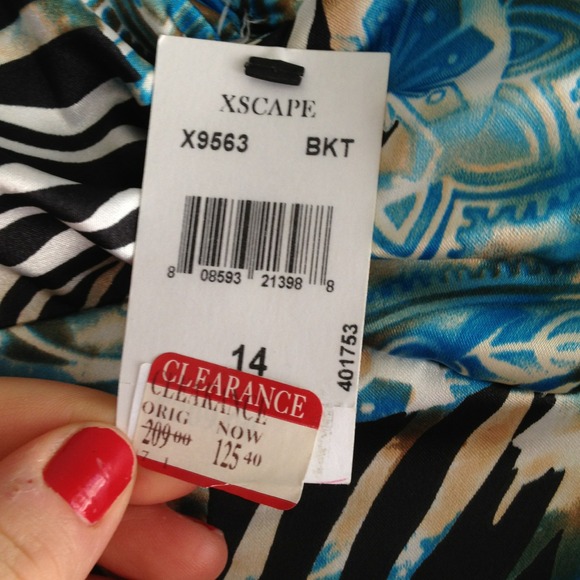 XSCAPE
X9563 BKT
8 08593 21398 8
14
401753
CLEARANCE
CLEARANCE
ORIG NOW
209 00 125 40